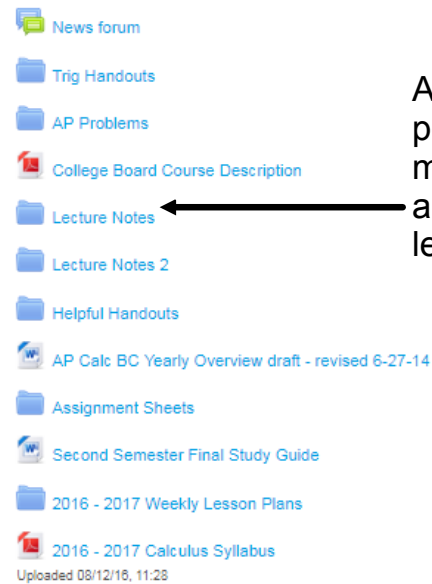 News forum
Trig Handouts
AP Problems
College Board Course Description
Lecture Notes
Lecture Notes 2
Helpful Handouts
AP Calc BC Yearly Overview draft - revised 6-27-14
Assignment Sheets
Second Semester Final Study Guide
2016 - 2017 Weekly Lesson Plans
2016 - 2017 Calculus Syllabus
Uploaded 08/12/16, 11:28
A
p
m
a
le